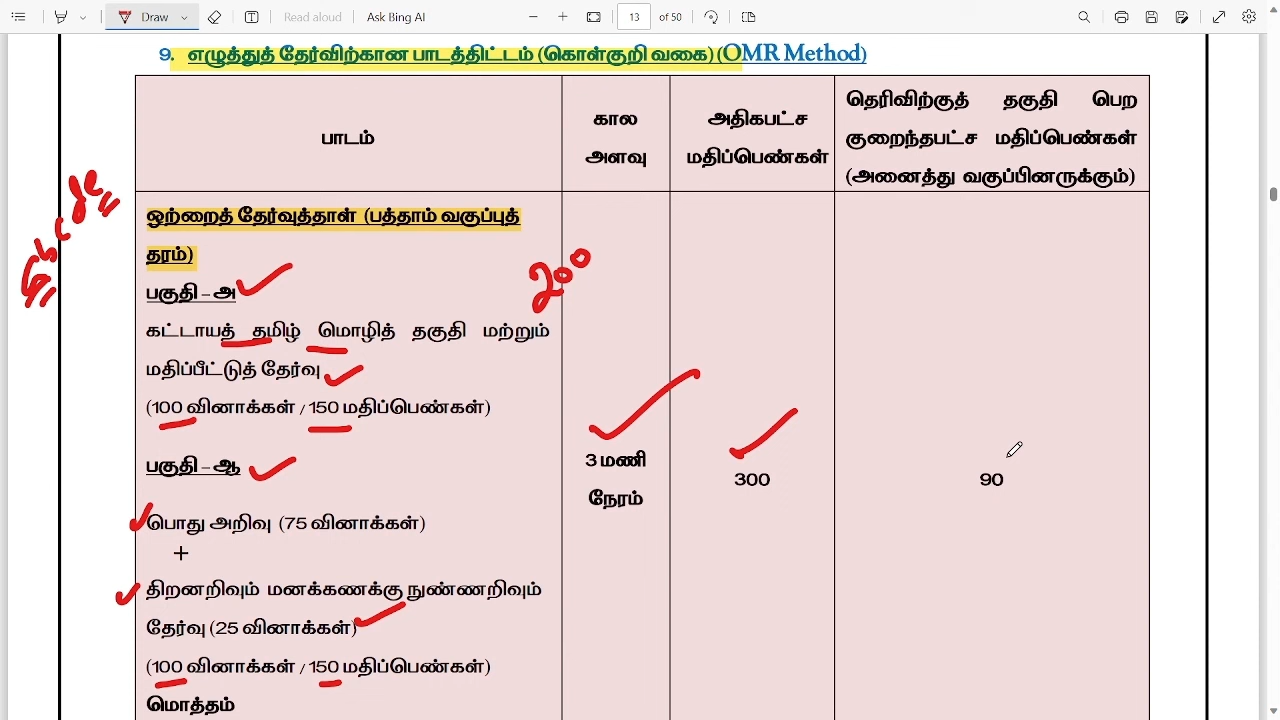 Draw
Read aloud
Ask Bing AI
13 of 50
9. எழுத்துத் தேர்விற்கான பாடத்திட்டம் (கொள்குறி வகை) (OMR Method)
பாடம்
கால
அளவு
அதிகபட்ச
மதிப்பெண்கள்
தெரிவிற்குத் தகுதி பெற
குறைந்தபட்ச மதிப்பெண்கள்
(அனைத்து வகுப்பினருக்கும்)
ஒற்றைத் தேர்வுத்தாள் (பத்தாம் வகுப்புத்
தரம்)
பகுதி – அ
கட்டாயத் தமிழ் மொழித் தகுதி மற்றும்
மதிப்பீட்டுத் தேர்வு
(100 வினாக்கள் / 150 மதிப்பெண்கள்)
பகுதி – ஆ
பொது அறிவு (75 வினாக்கள்)
+
திறனறிவும் மனக்கணக்கு நுண்ணறிவும்
தேர்வு (25 வினாக்கள்)
(100 வினாக்கள் / 150 மதிப்பெண்கள்)
மொத்தம்
200
3 மணி
நேரம்
300
90